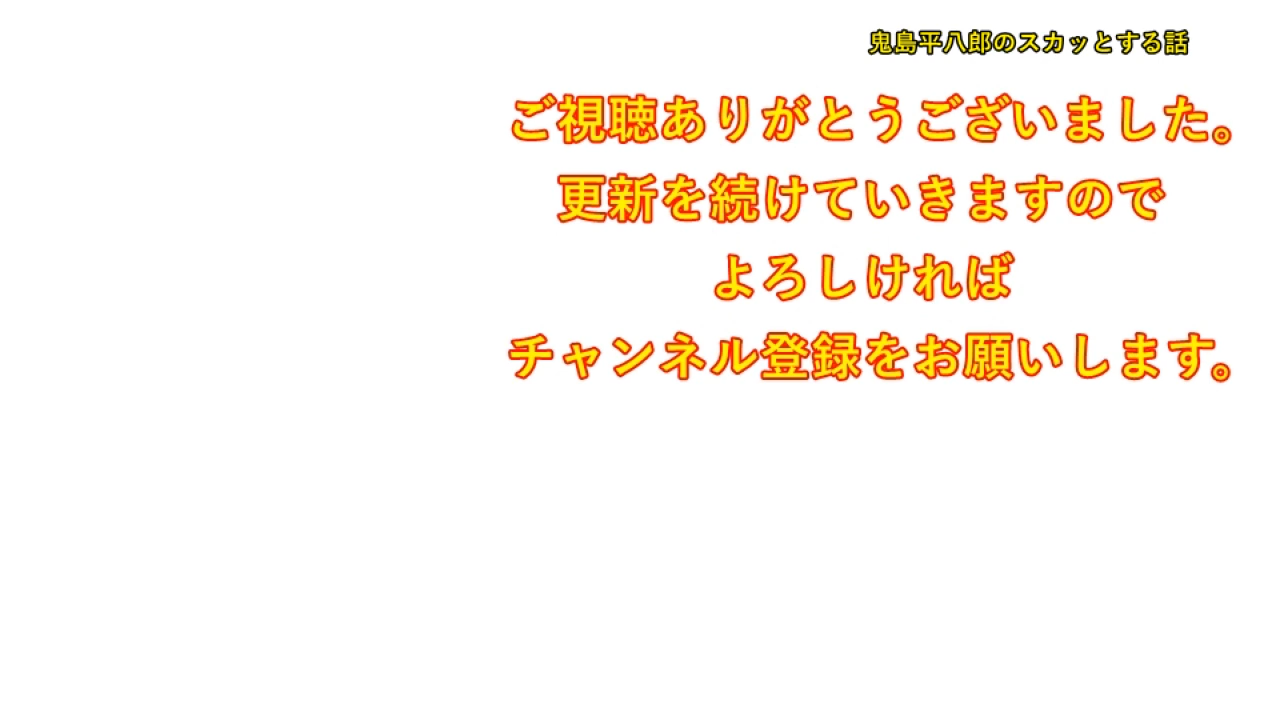 鬼島平八郎のスカッとする話
ご視聴ありがとうございました。
更新を続けていきますので
よろしければ
チャンネル登録をお願いします。